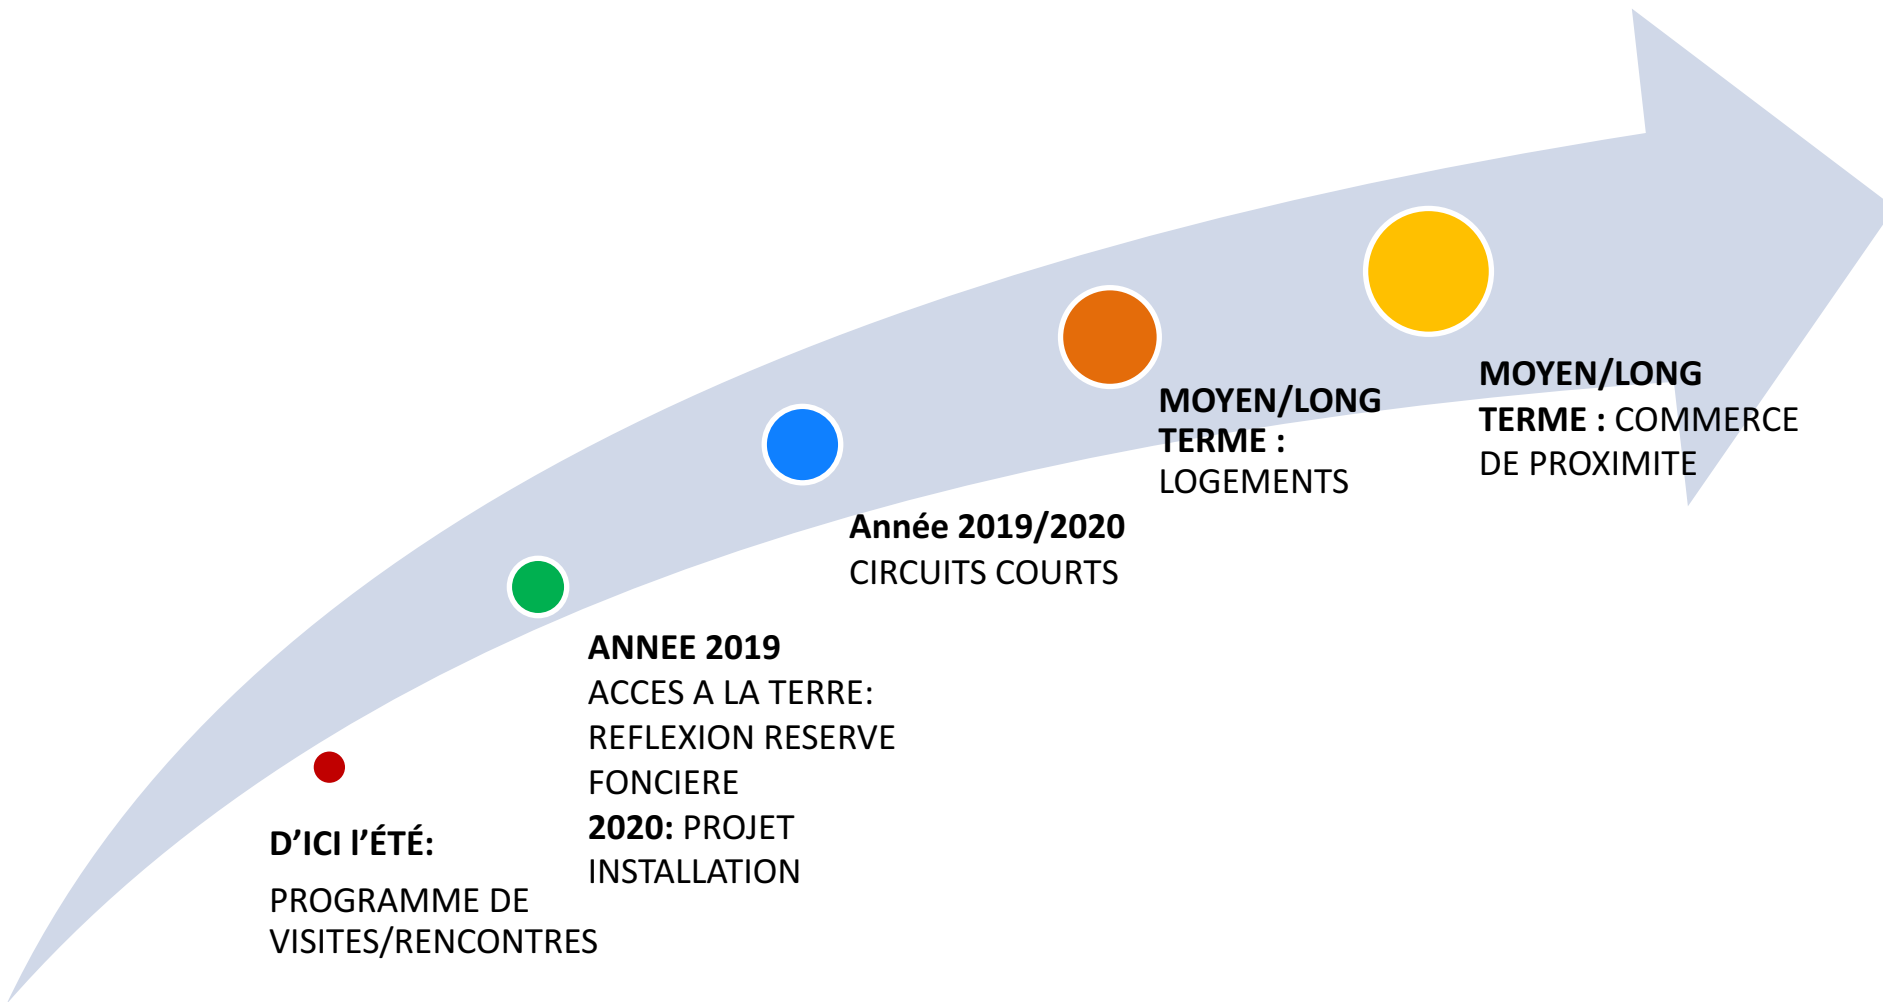 D’ICI l’ÉTÉ:
PROGRAMME DE
VISITES/RENCONTRES
ANNEE 2019
ACCES A LA TERRE:
REFLEXION RESERVE
FONCIERE
2020: PROJET
INSTALLATION
Année 2019/2020
CIRCUITS COURTS
MOYEN/LONG
TERME :
LOGEMENTS
MOYEN/LONG
TERME : COMMERCE
DE PROXIMITE